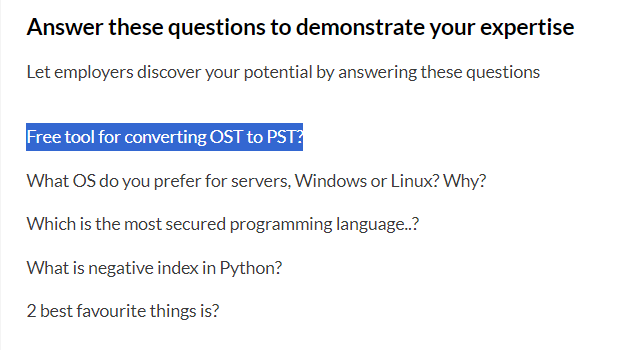 Answer these questions to demonstrate your expertise
Let employers discover your potential by answering these questions
Free tool for converting OST to PST?
What OS do you prefer for servers, Windows or Linux? Why?
Which is the most secured programming language..?
What is negative index in Python?
2 best favourite things is?